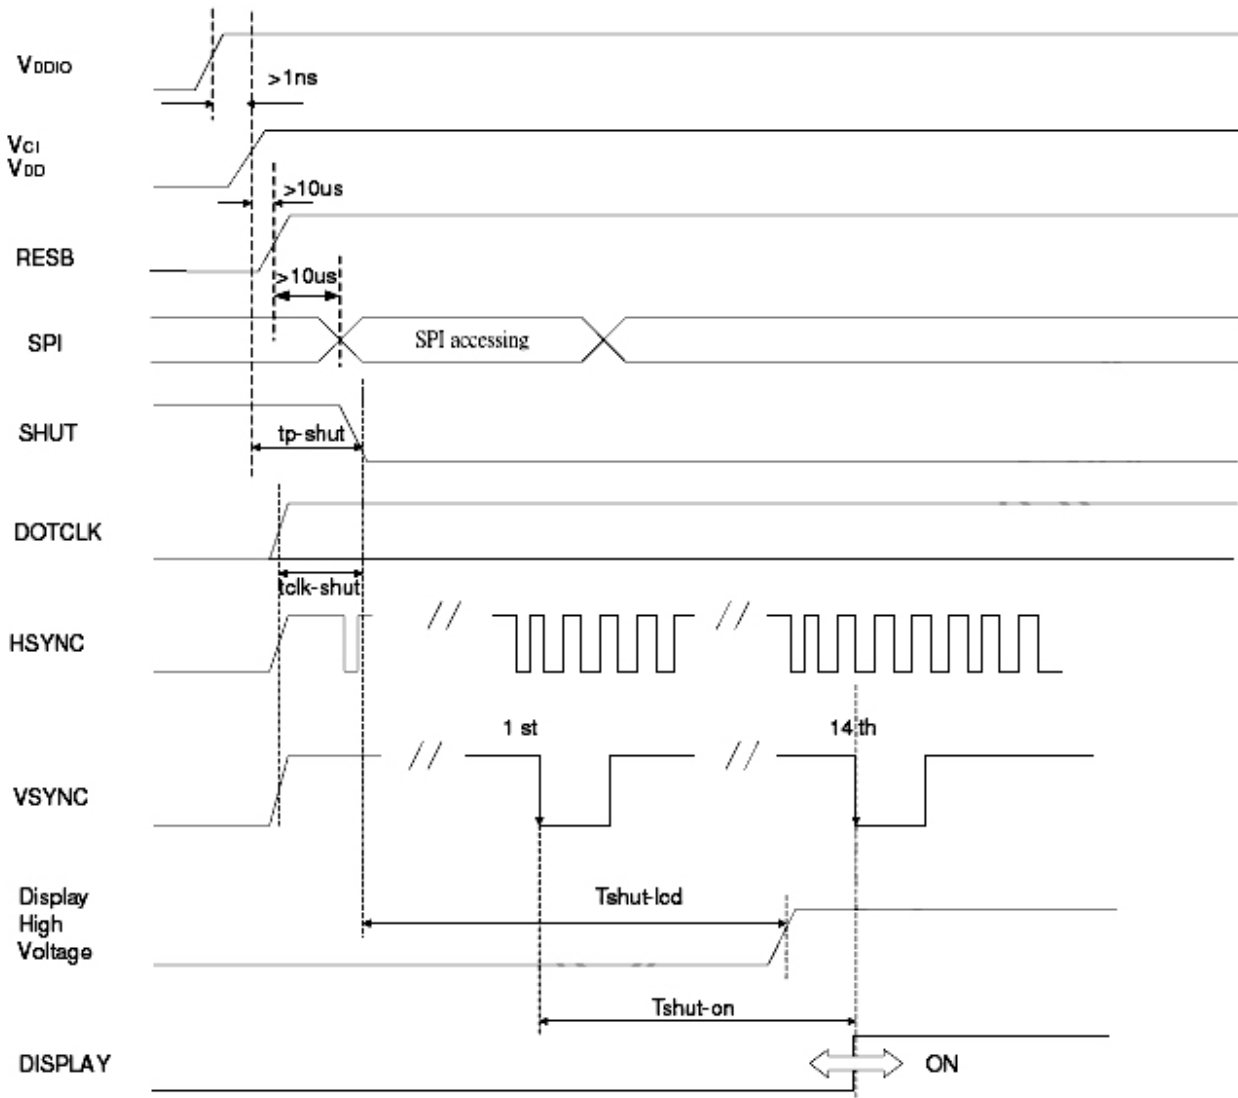 VDDIO
>1ns
VCI
VDD
>10us
RESB
>10us
SPI
SPI accessing
SHUT
tp-shut
DOTCLK
tclk-shut
HSYNC
1 st
14 th
VSYNC
Display
High
Voltage
Tshut-lcd
Tshut-on
DISPLAY
ON